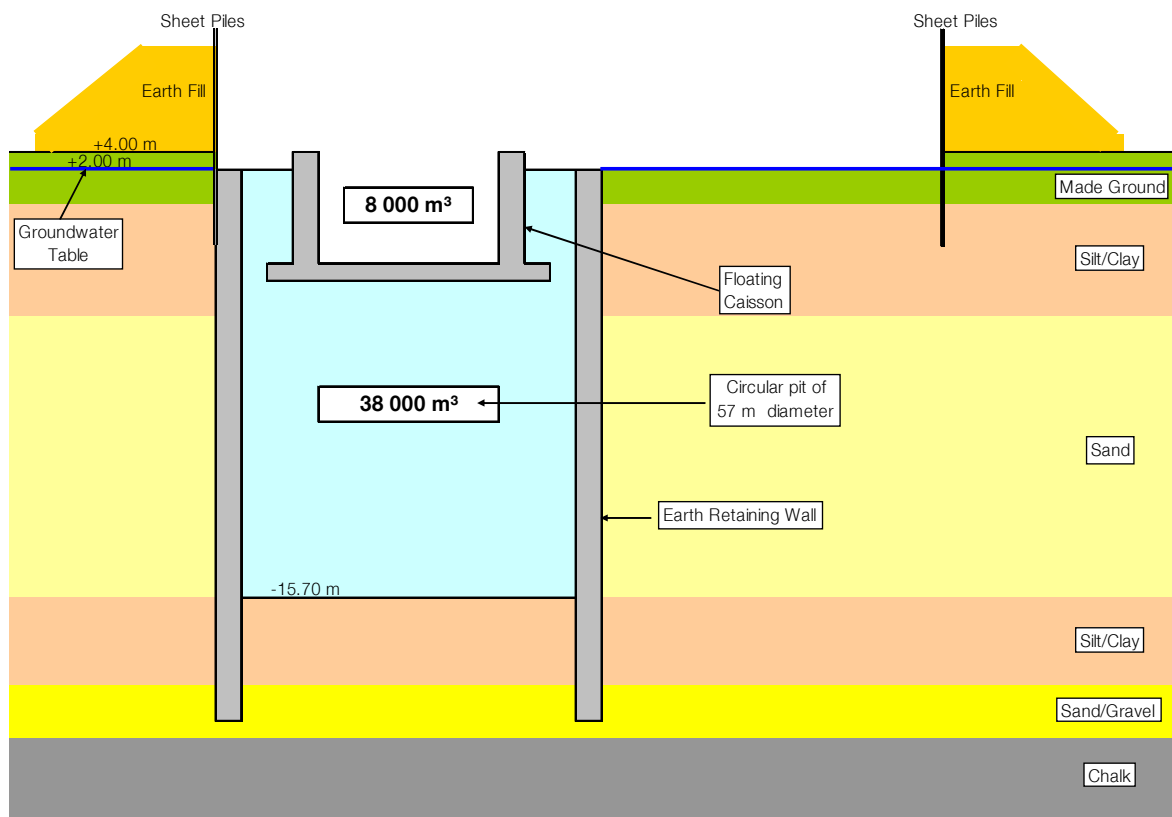 Sheet Piles
Sheet Piles
Earth Fill
Earth Fill
+4.00 m
+2.00 m
Made Ground
8 000 m³
Groundwater
Table
Silt/Clay
Floating
Caisson
38 000 m³
Circular pit of
57 m diameter
Sand
Earth Retaining Wall
-15.70 m
Silt/Clay
Sand/Gravel
Chalk